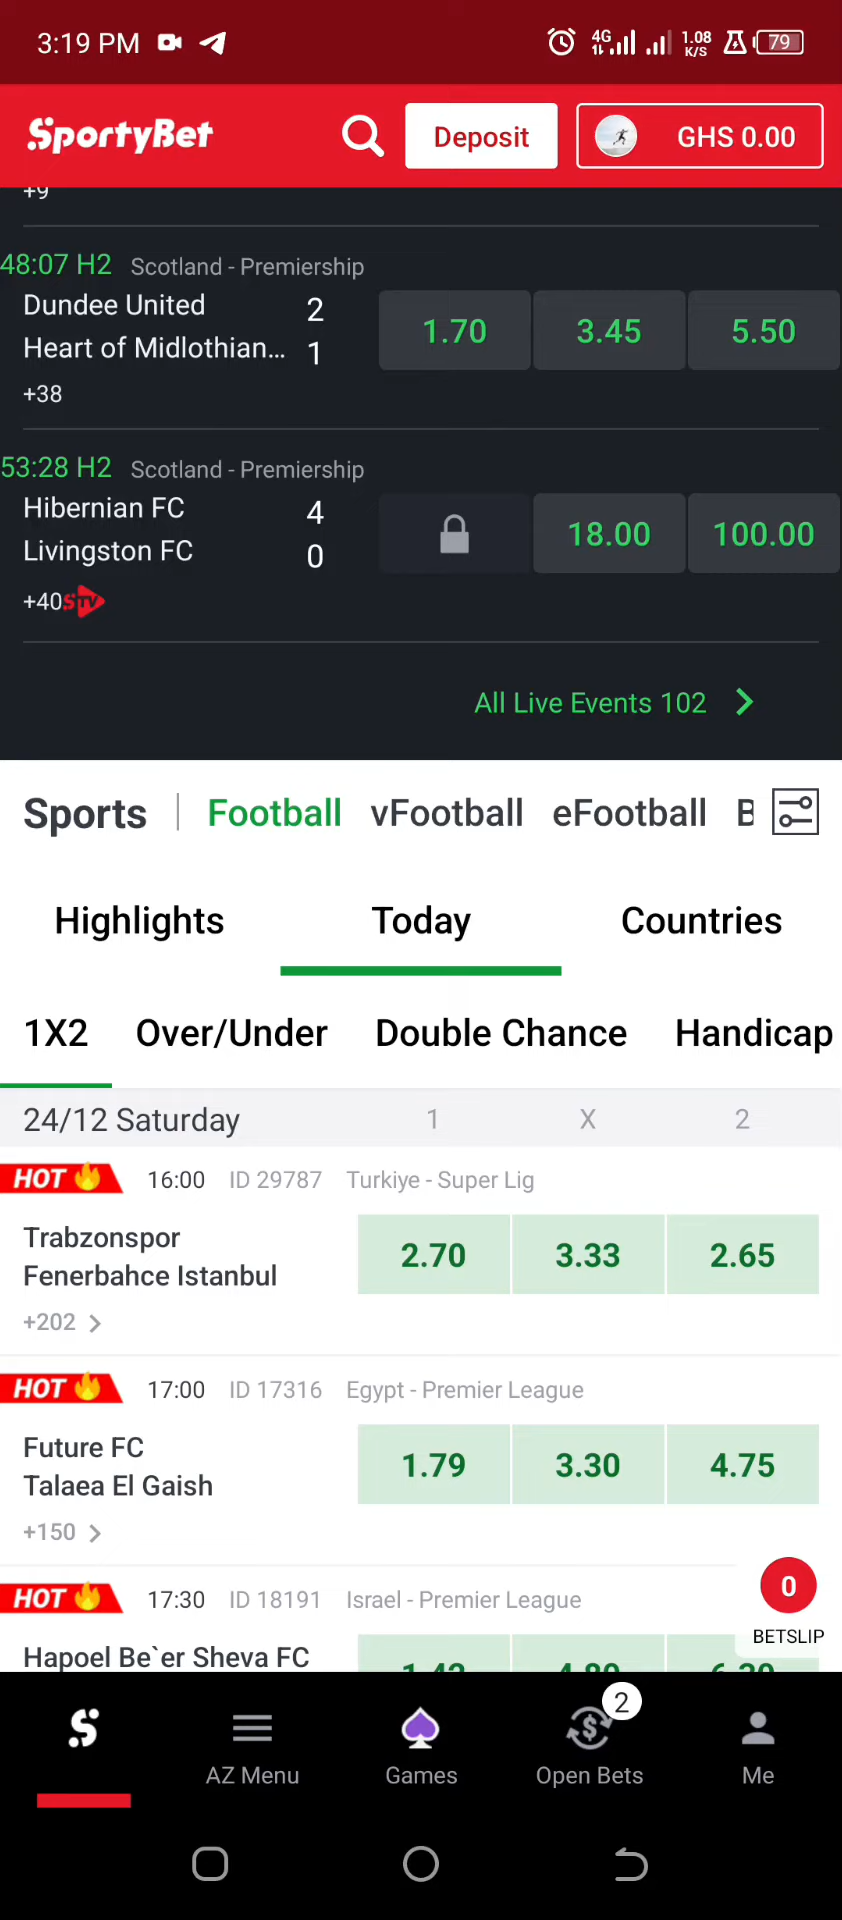 3:19 PM 4G 1.08 K/S 79
SportyBet Deposit GHS 0.00
+9
48:07 H2 Scotland - Premiership
Dundee United 2 1.70 3.45 5.50
Heart of Midlothian... 1
+38
53:28 H2 Scotland - Premiership
Hibernian FC 4 18.00 100.00
Livingston FC 0
+40 STV
All Live Events 102
Sports Football vFootball eFootball B
Highlights Today Countries
1X2 Over/Under Double Chance Handicap
24/12 Saturday 1 X 2
HOT 16:00 ID 29787 Turkiye - Super Lig
Trabzonspor 2.70 3.33 2.65
Fenerbahce Istanbul
+202
HOT 17:00 ID 17316 Egypt - Premier League
Future FC 1.79 3.30 4.75
Talaea El Gaish
+150
HOT 17:30 ID 18191 Israel - Premier League
0
BETSLIP
Hapoel Be`er Sheva FC
S 2
AZ Menu Games Open Bets Me